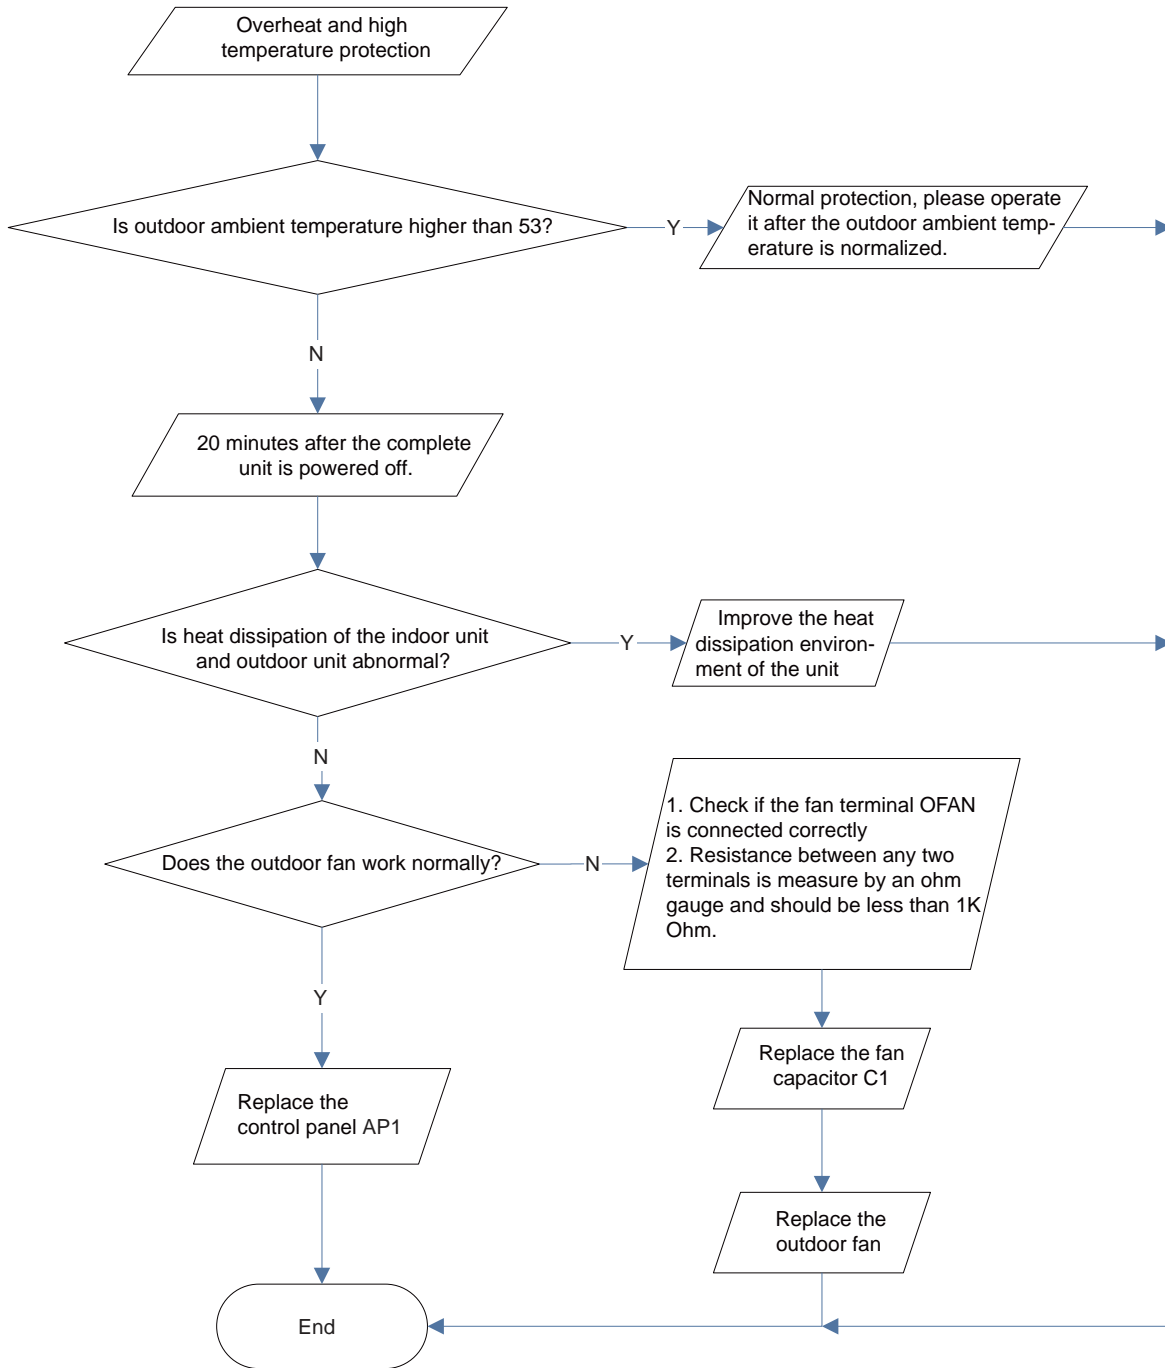 Overheat and high
temperature protection
Is outdoor ambient temperature higher than 53?
Y
Normal protection, please operate
it after the outdoor ambient temp-
erature is normalized.
N
20 minutes after the complete
unit is powered off.
Is heat dissipation of the indoor unit
and outdoor unit abnormal?
Y
Improve the heat
dissipation environ-
ment of the unit
N
Does the outdoor fan work normally?
N
1. Check if the fan terminal OFAN
is connected correctly
2. Resistance between any two
terminals is measure by an ohm
gauge and should be less than 1K
Ohm.
Y
Replace the fan
capacitor C1
Replace the
control panel AP1
Replace the
outdoor fan
End